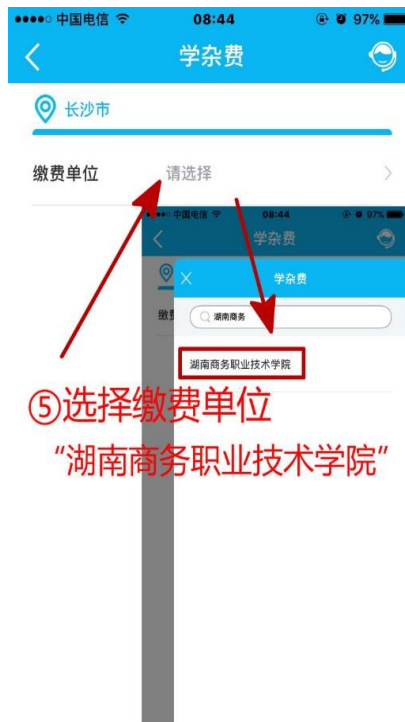 中国电信 08:44 97%
学杂费
长沙市
缴费单位 请选择
中国电信 08:44 97%
学杂费
学杂费
缴费
湖南商务
湖南商务职业技术学院
⑤选择缴费单位
“湖南商务职业技术学院”